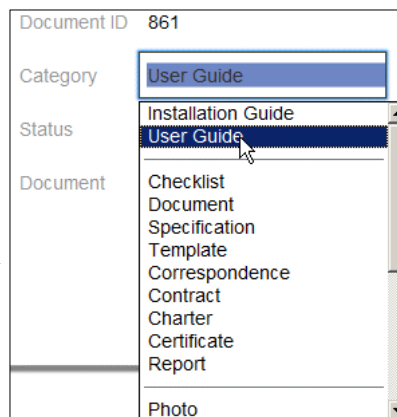 Document ID 861
Category User Guide
Installation Guide
Status User Guide
Document Checklist
Document
Specification
Template
Correspondence
Contract
Charter
Certificate
Report
Photo